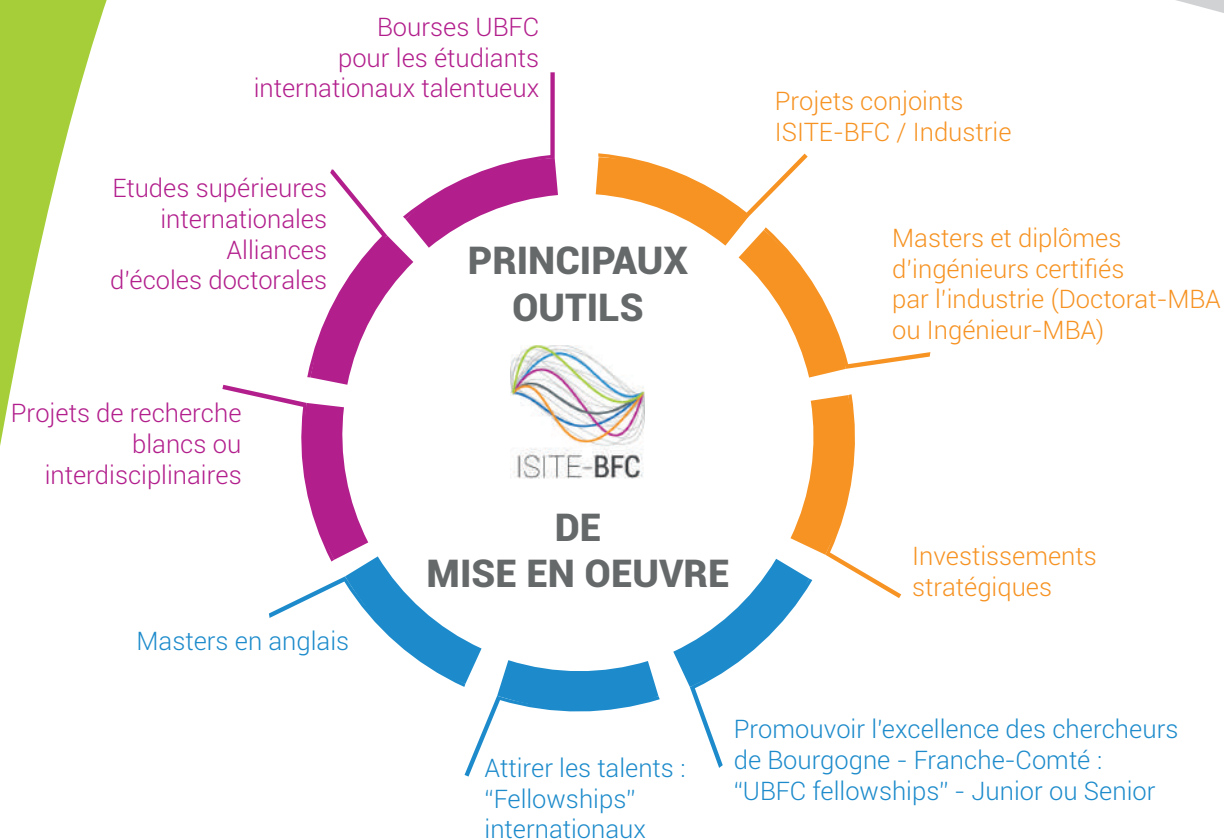 Bourses UBFC
pour les étudiants
internationaux talentueux
Projets conjoints
ISITE-BFC / Industrie
Etudes supérieures
internationales
Alliances
d'écoles doctorales
Masters et diplômes
d'ingénieurs certifiés
par l'industrie (Doctorat-MBA
ou Ingénieur-MBA)
PRINCIPAUX
OUTILS
ISITE-BFC
DE
MISE EN OEUVRE
Projets de recherche
blancs ou
interdisciplinaires
Investissements
stratégiques
Masters en anglais
Attirer les talents :
“Fellowships”
internationaux
Promouvoir l'excellence des chercheurs
de Bourgogne - Franche-Comté :
“UBFC fellowships” - Junior ou Senior